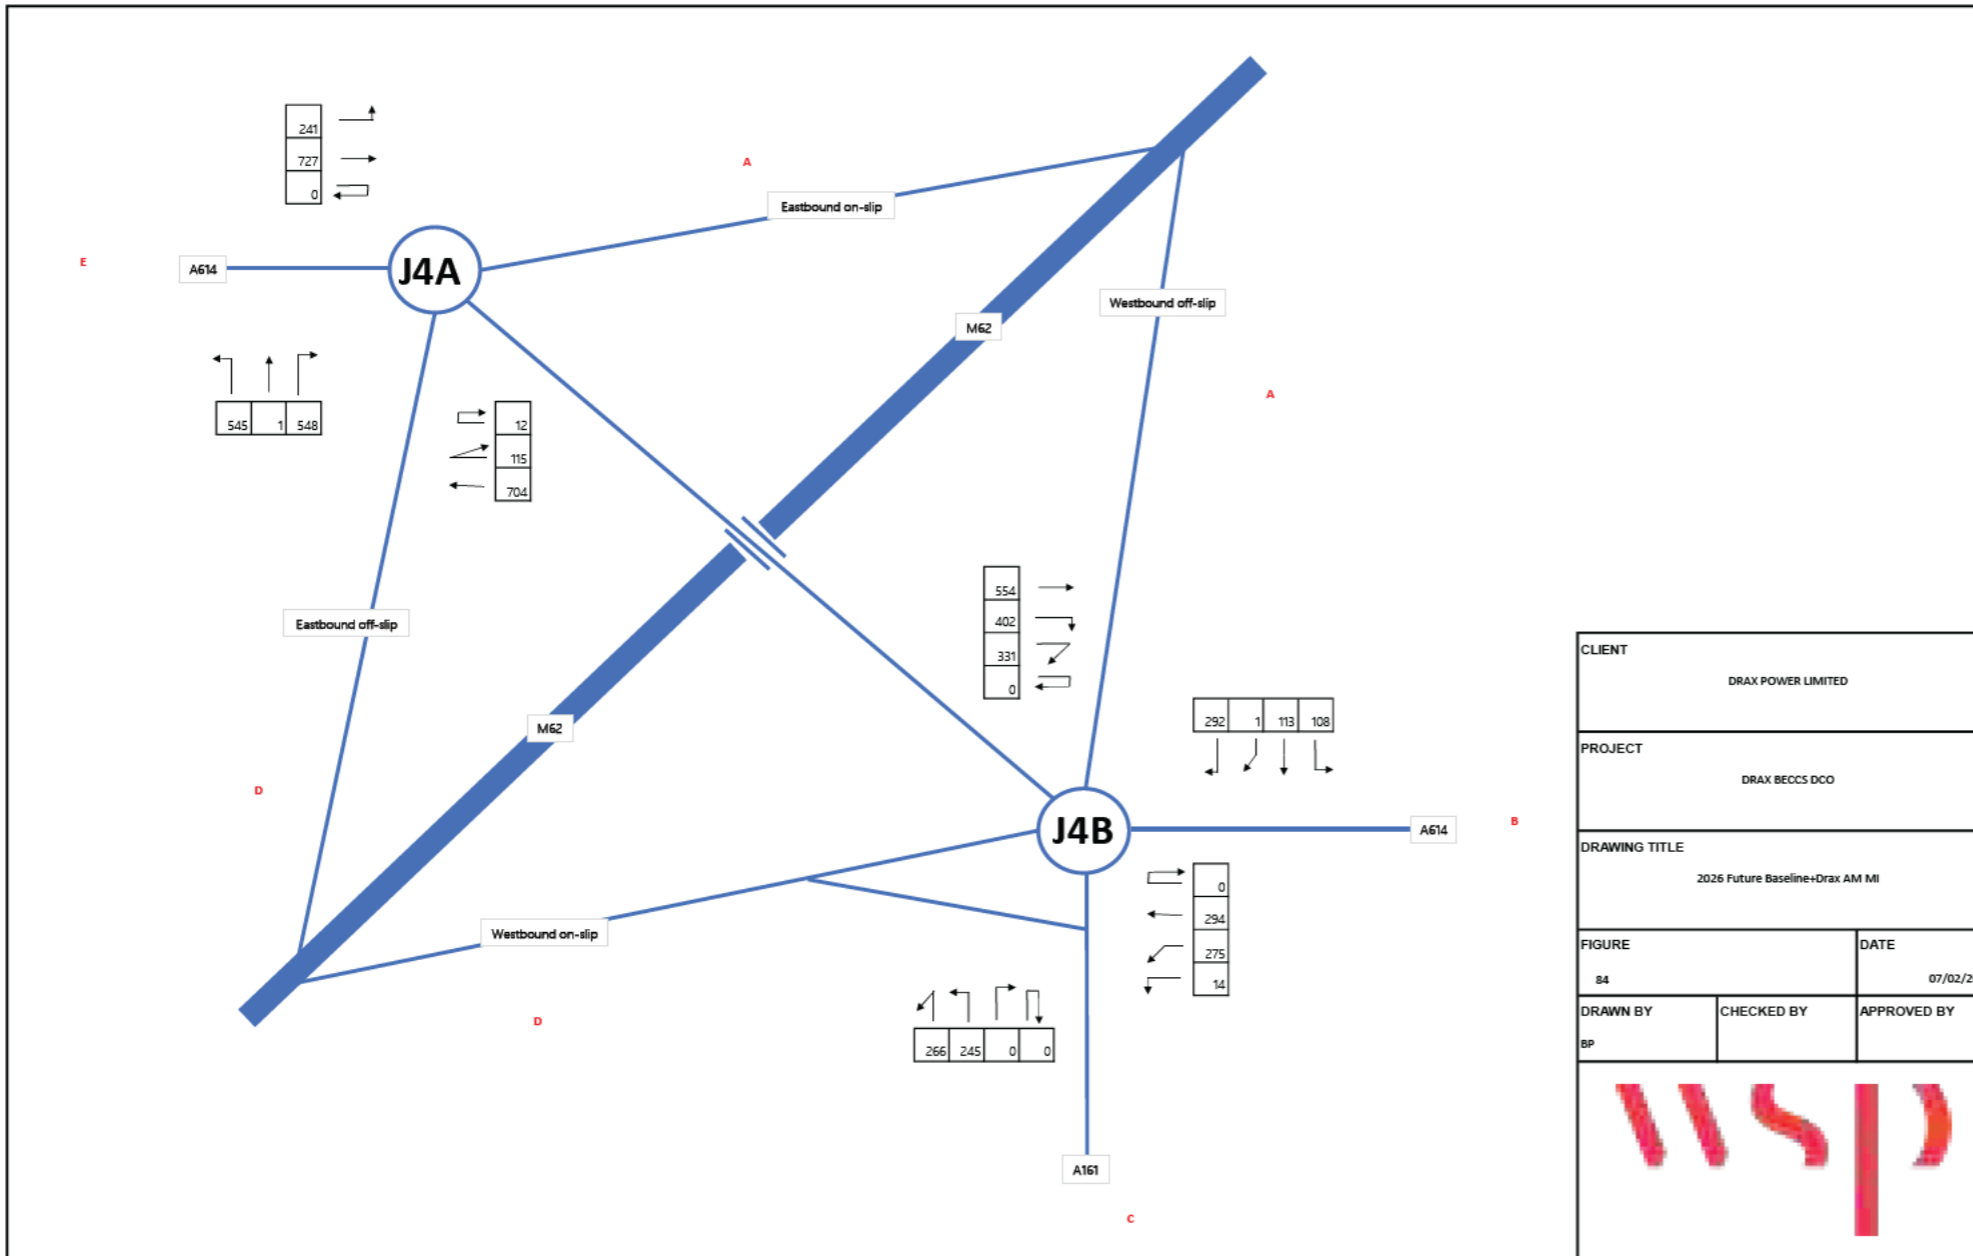 241
727
0
A
Eastbound on-slip
E
A614
J4A
Westbound off-slip
M62
A
545 1 548
12
115
704
554
402
331
0
Eastbound off-slip
292 1 113 108
M62
D
J4B
A614
B
0
294
275
14
Westbound on-slip
D
266 245 0 0
A161
C
CLIENT
DRAX POWER LIMITED
PROJECT
DRAX BECCS DCO
DRAWING TITLE
2026 Future Baseline+Drax AM MI
FIGURE DATE
84 07/02/2
DRAWN BY CHECKED BY APPROVED BY
BP
wsp